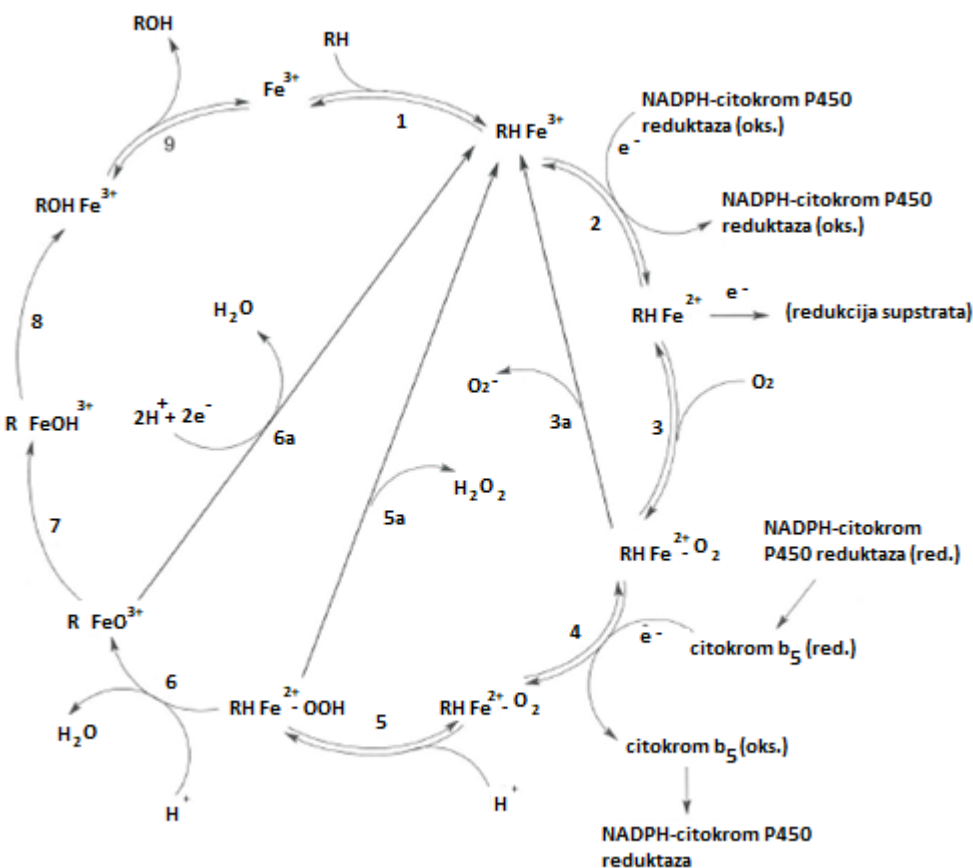 ROH
RH
Fe³⁺
1
9
RH Fe³⁺
NADPH-citokrom P450
reduktaza (oks.)
e⁻
NADPH-citokrom P450
reduktaza (oks.)
2
ROH Fe³⁺
8
H₂O
RH Fe²⁺
e⁻
(redukcija supstrata)
O₂⁻
O₂
3a
3
R FeOH³⁺
2H⁺ + 2e⁻
6a
H₂O₂
5a
7
RH Fe²⁺- O₂
NADPH-citokrom
P450 reduktaza (red.)
R FeO³⁺
4
e⁻
citokrom b₅ (red.)
6
RH Fe²⁺- OOH
5
RH Fe²⁺- O₂
H₂O
citokrom b₅ (oks.)
H⁺
H⁺
NADPH-citokrom P450
reduktaza